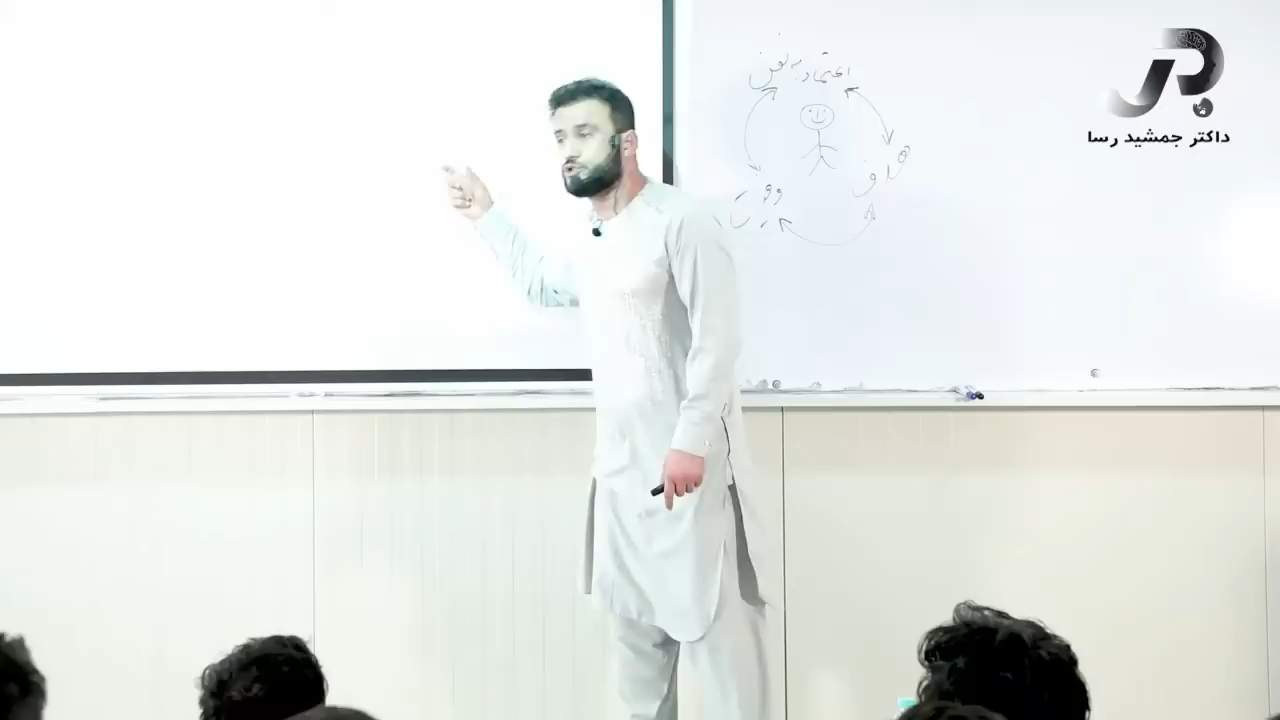 اعتماد به نفس
هدف
داکتر جمشید رسا